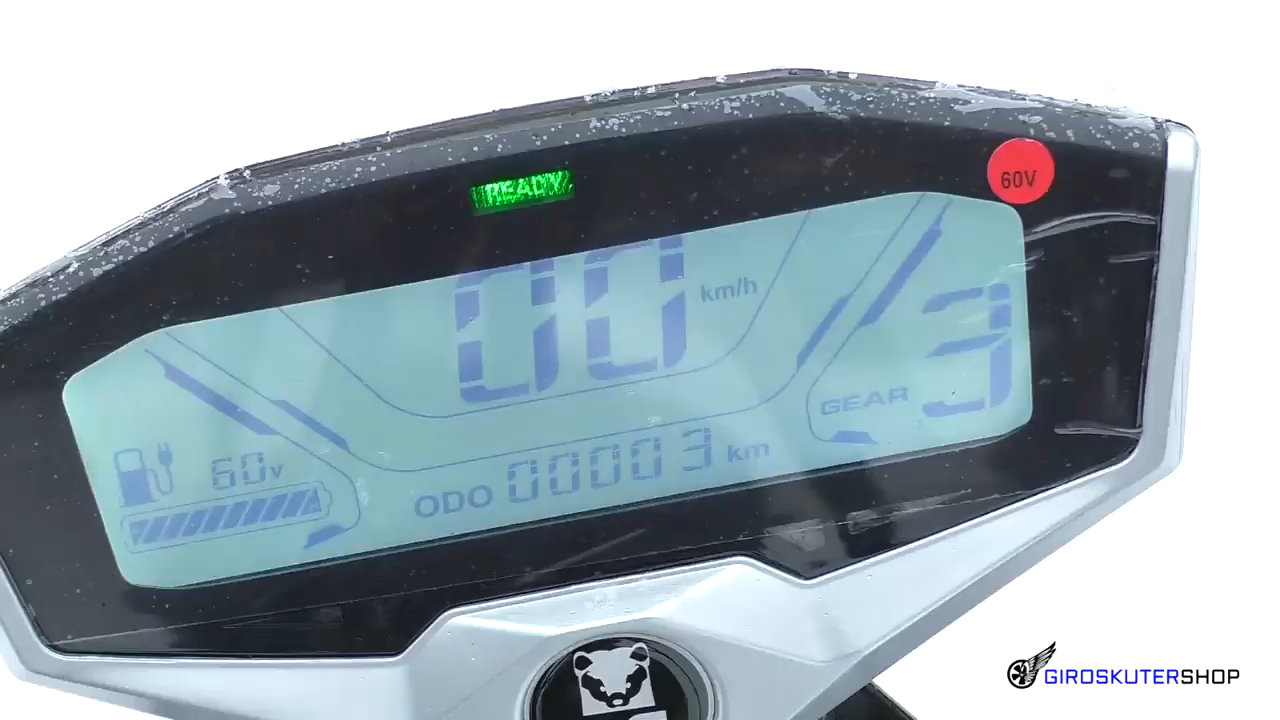 READY
60V
00 km/h
3
GEAR
60v
ODO 00003 km
GIROSKUTERSHOP